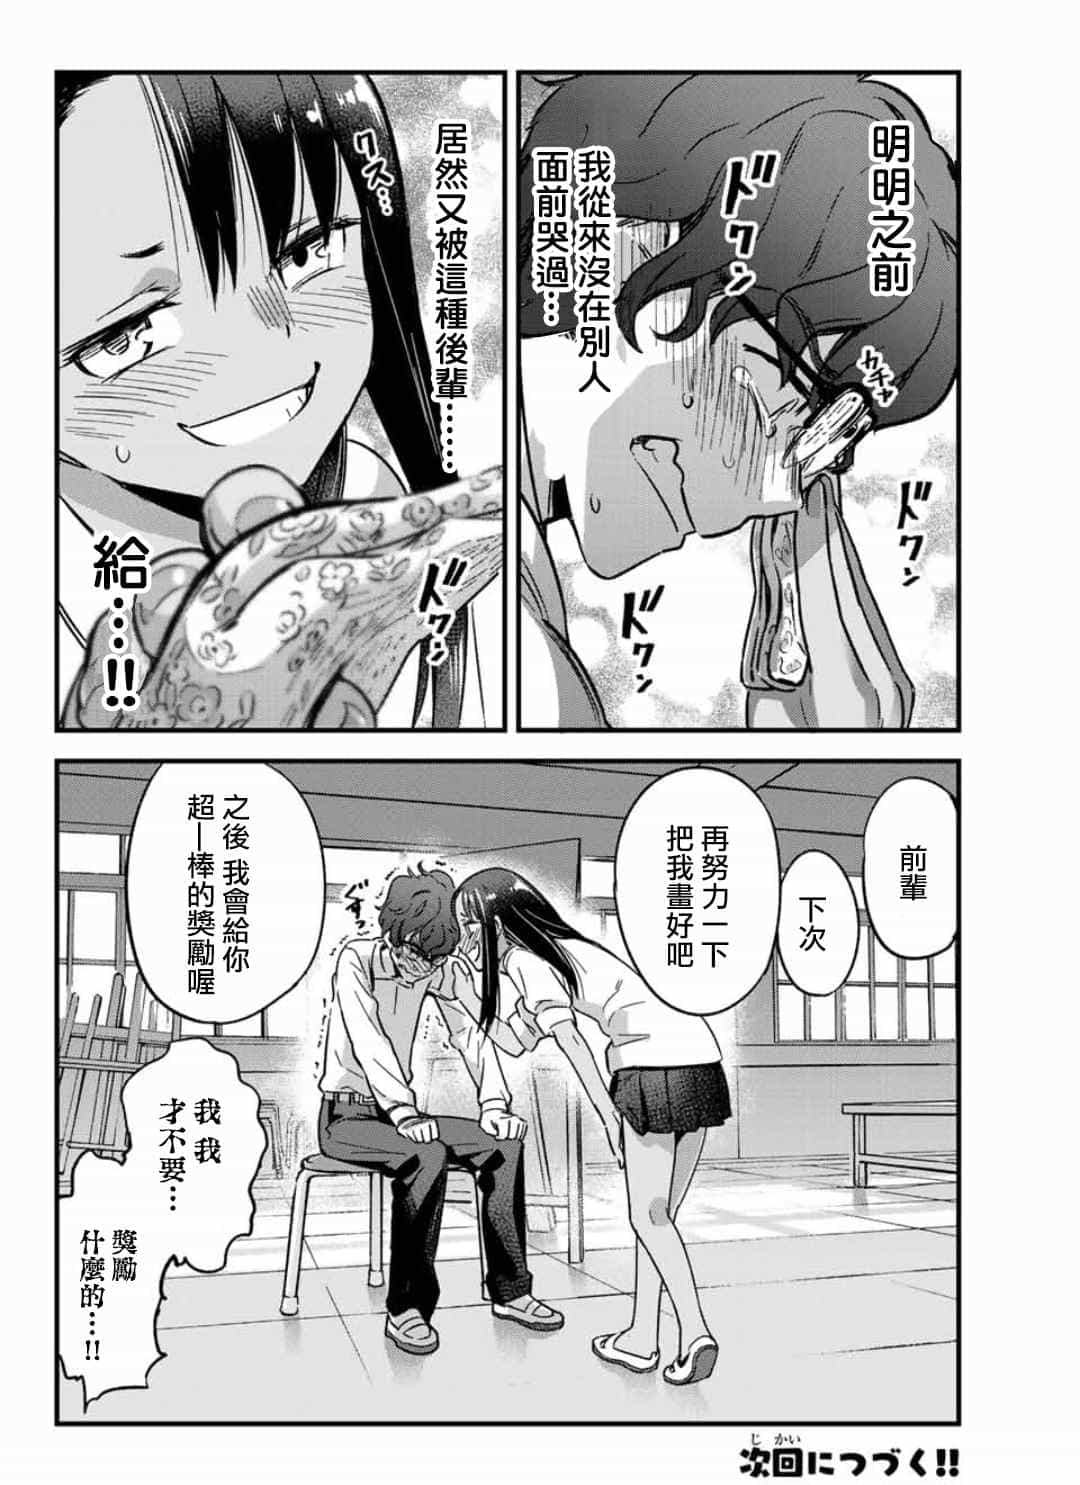 明明之前
我從來沒在別人
面前哭過…
ドクン
カチャ
ドクン
ドクン
居然又被這種後輩……
クス…
給…!!
ドクン
前輩
下次
再努力一下
把我畫好吧
之後 我會給你
超一棒的獎勵喔
ぐすっ
我 我
才不要…
獎勵
什麼的…!!
じ かい
次回につづく!!